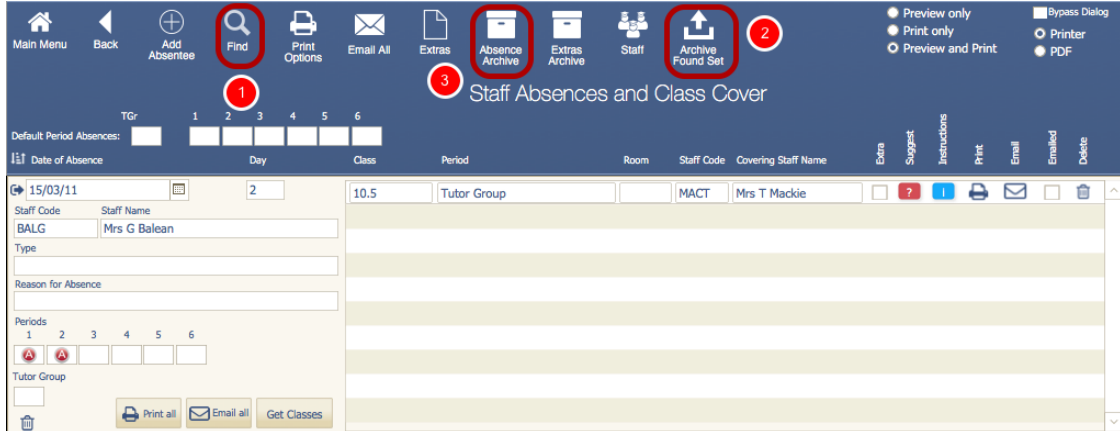 Main Menu
Back
Add
Absentee
Find
Print
Options
Email All
Extras
Absence
Archive
Extras
Archive
Staff
Archive
Found Set
Preview only
Print only
Preview and Print
Bypass Dialog
Printer
PDF
1
2
3
Staff Absences and Class Cover
TGr 1 2 3 4 5 6
Default Period Absences:
Date of Absence Day Class Period Room Staff Code Covering Staff Name Extra Suggest Instructions Print Email Emailed Delete
15/03/11 2
10.5 Tutor Group MACT Mrs T Mackie ? I
Staff Code Staff Name
BALG Mrs G Balean
Type
Reason for Absence
Periods
1 2 3 4 5 6
A A
Tutor Group
Print all Email all Get Classes